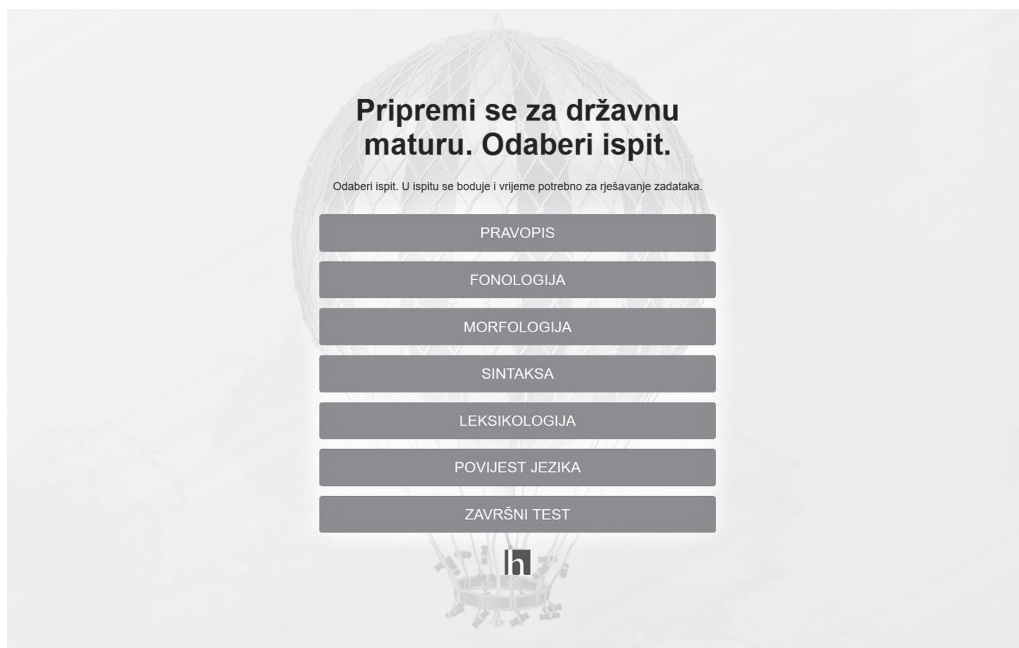 Pripremi se za državnu
maturu. Odaberi ispit.
Odaberi ispit. U ispitu se boduje i vrijeme potrebno za rješavanje zadataka.
PRAVOPIS
FONOLOGIJA
MORFOLOGIJA
SINTAKSA
LEKSIKOLOGIJA
POVIJEST JEZIKA
ZAVRŠNI TEST
h